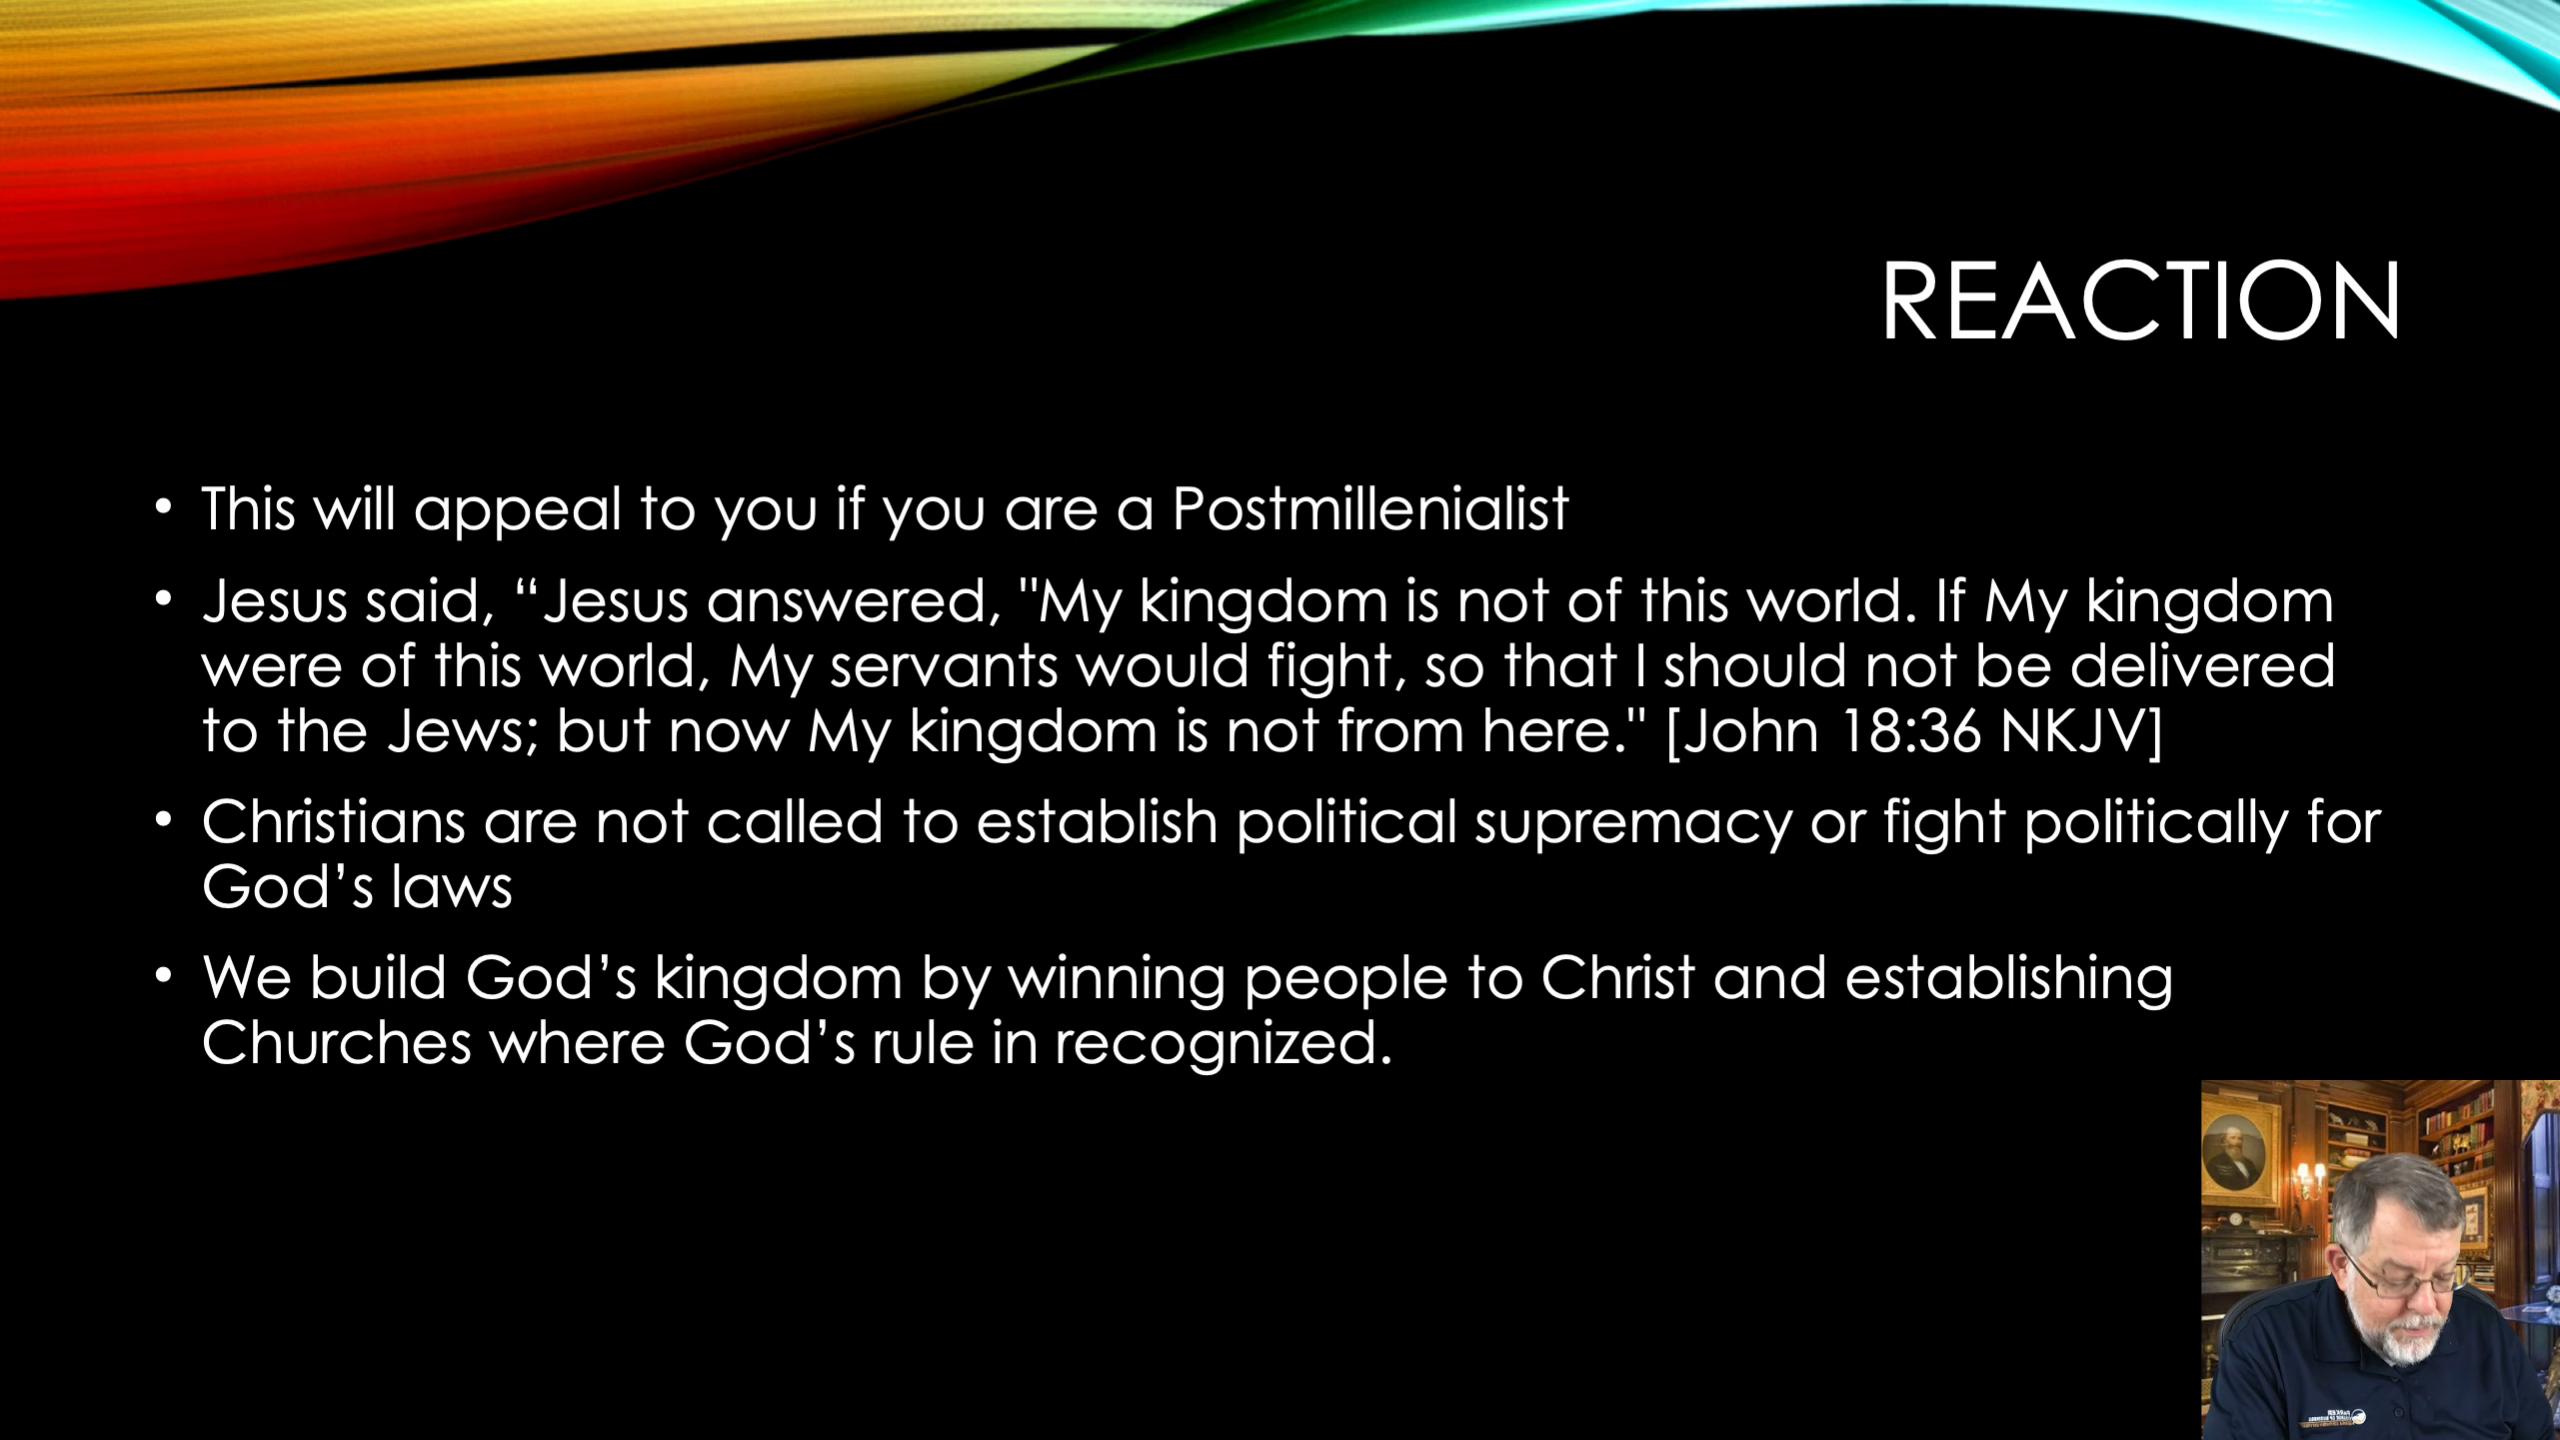 REACTION
• This will appeal to you if you are a Postmillenialist
• Jesus said, “Jesus answered, "My kingdom is not of this world. If My kingdom
were of this world, My servants would fight, so that I should not be delivered
to the Jews; but now My kingdom is not from here." [John 18:36 NKJV]
• Christians are not called to establish political supremacy or fight politically for
God’s laws
• We build God’s kingdom by winning people to Christ and establishing
Churches where God’s rule in recognized.